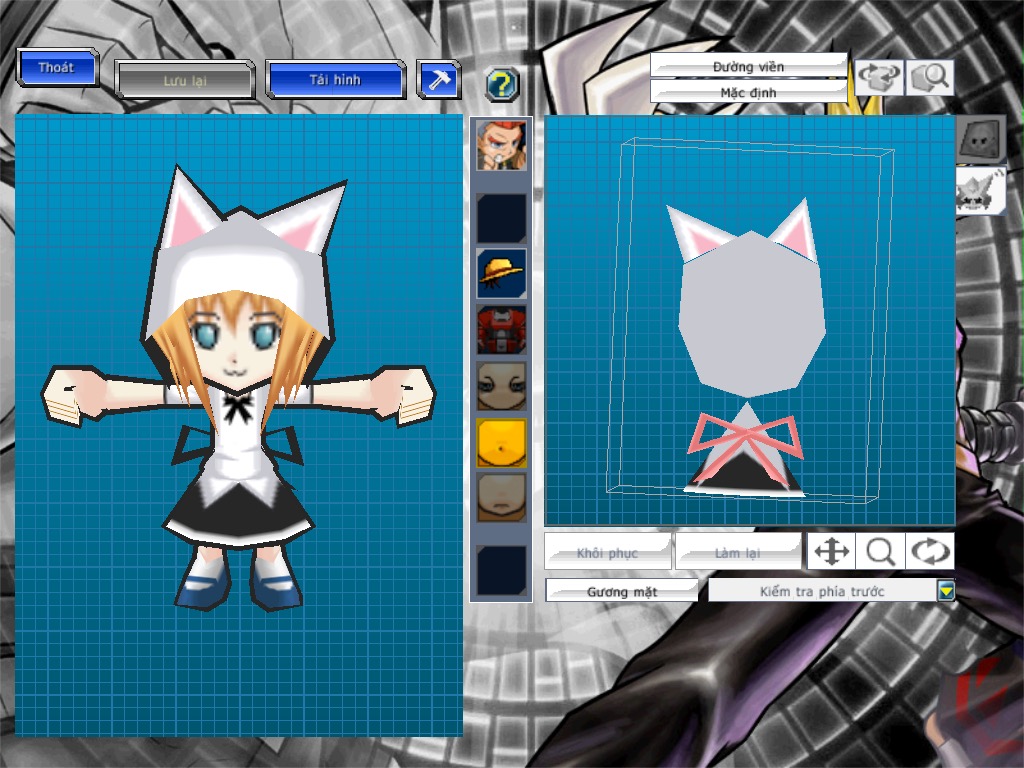 Thoát
Lưu lại
Tải hình
?
Đường viền
Mặc định
Khôi phục
Làm lại
Gương mặt
Kiểm tra phía trước